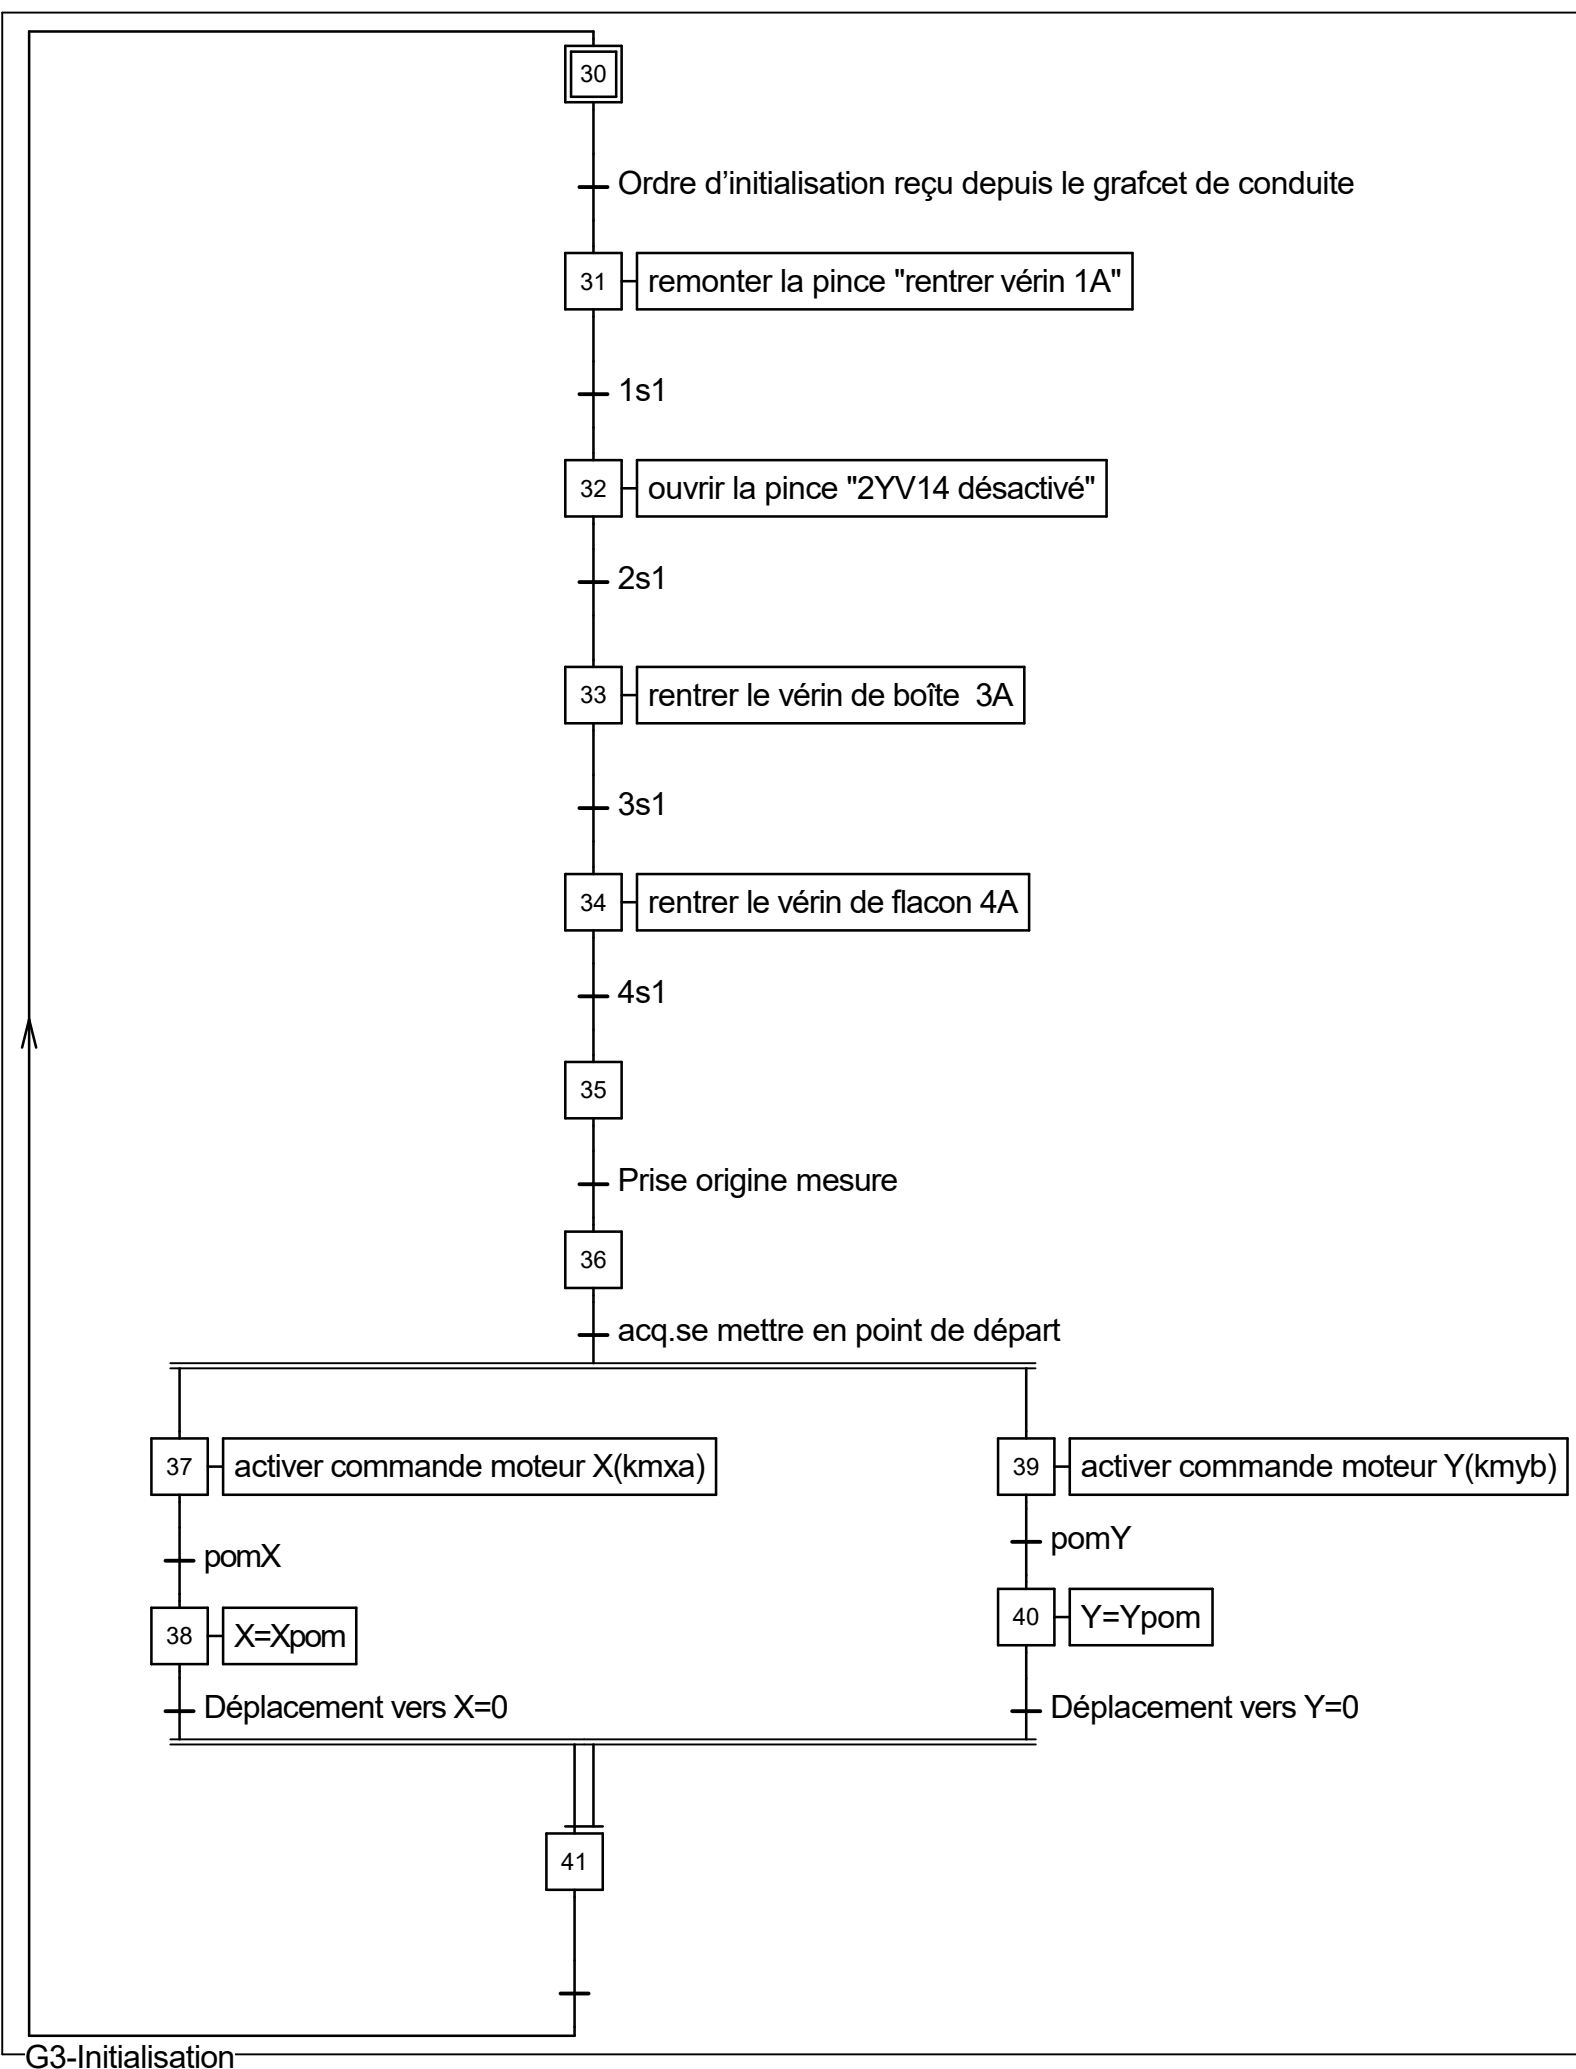 30
Ordre d’initialisation reçu depuis le grafcet de conduite
31
remonter la pince "rentrer vérin 1A"
1s1
32
ouvrir la pince "2YV14 désactivé"
2s1
33
rentrer le vérin de boîte  3A
3s1
34
rentrer le vérin de flacon 4A
4s1
35
Prise origine mesure
36
acq.se mettre en point de départ
37
activer commande moteur X(kmxa)
39
activer commande moteur Y(kmyb)
pomX
pomY
38
X=Xpom
40
Y=Ypom
Déplacement vers X=0
Déplacement vers Y=0
41
G3-Initialisation